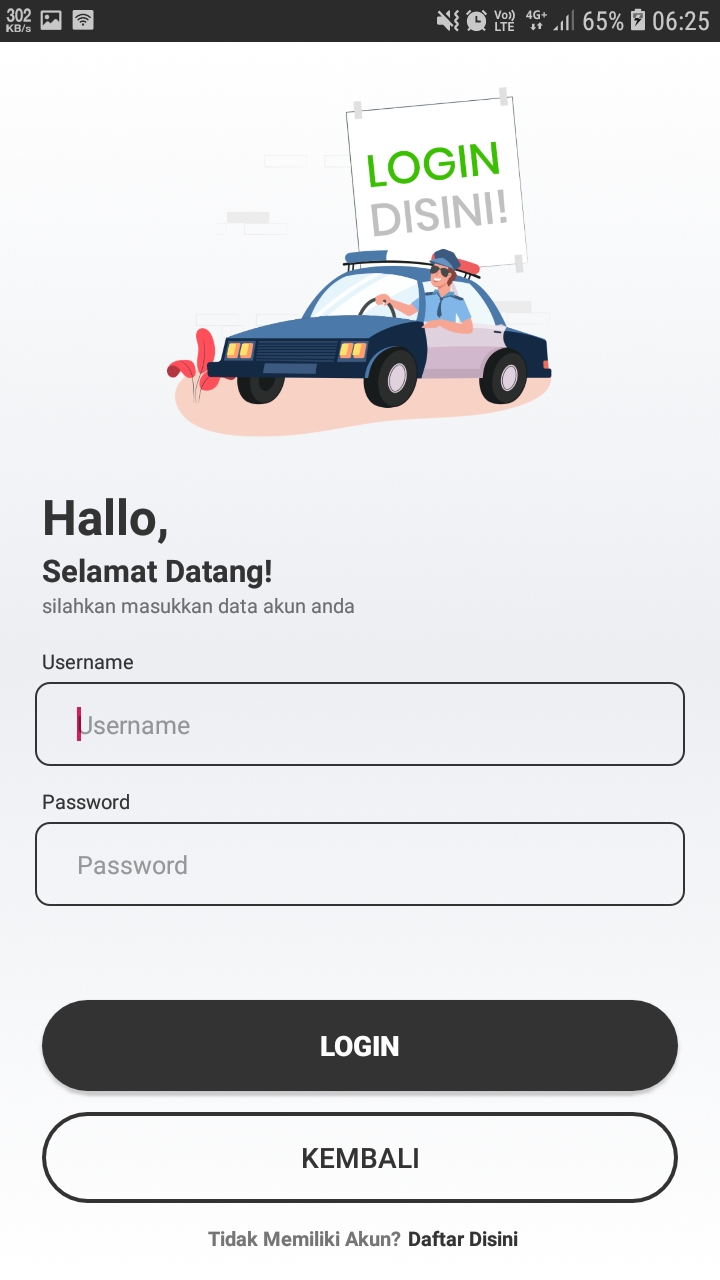 302
KB/s
Vo))
LTE
4G+
65%
06:25
LOGIN
DISINI!
Hallo,
Selamat Datang!
silahkan masukkan data akun anda
Username
Username
Password
Password
LOGIN
KEMBALI
Tidak Memiliki Akun? Daftar Disini